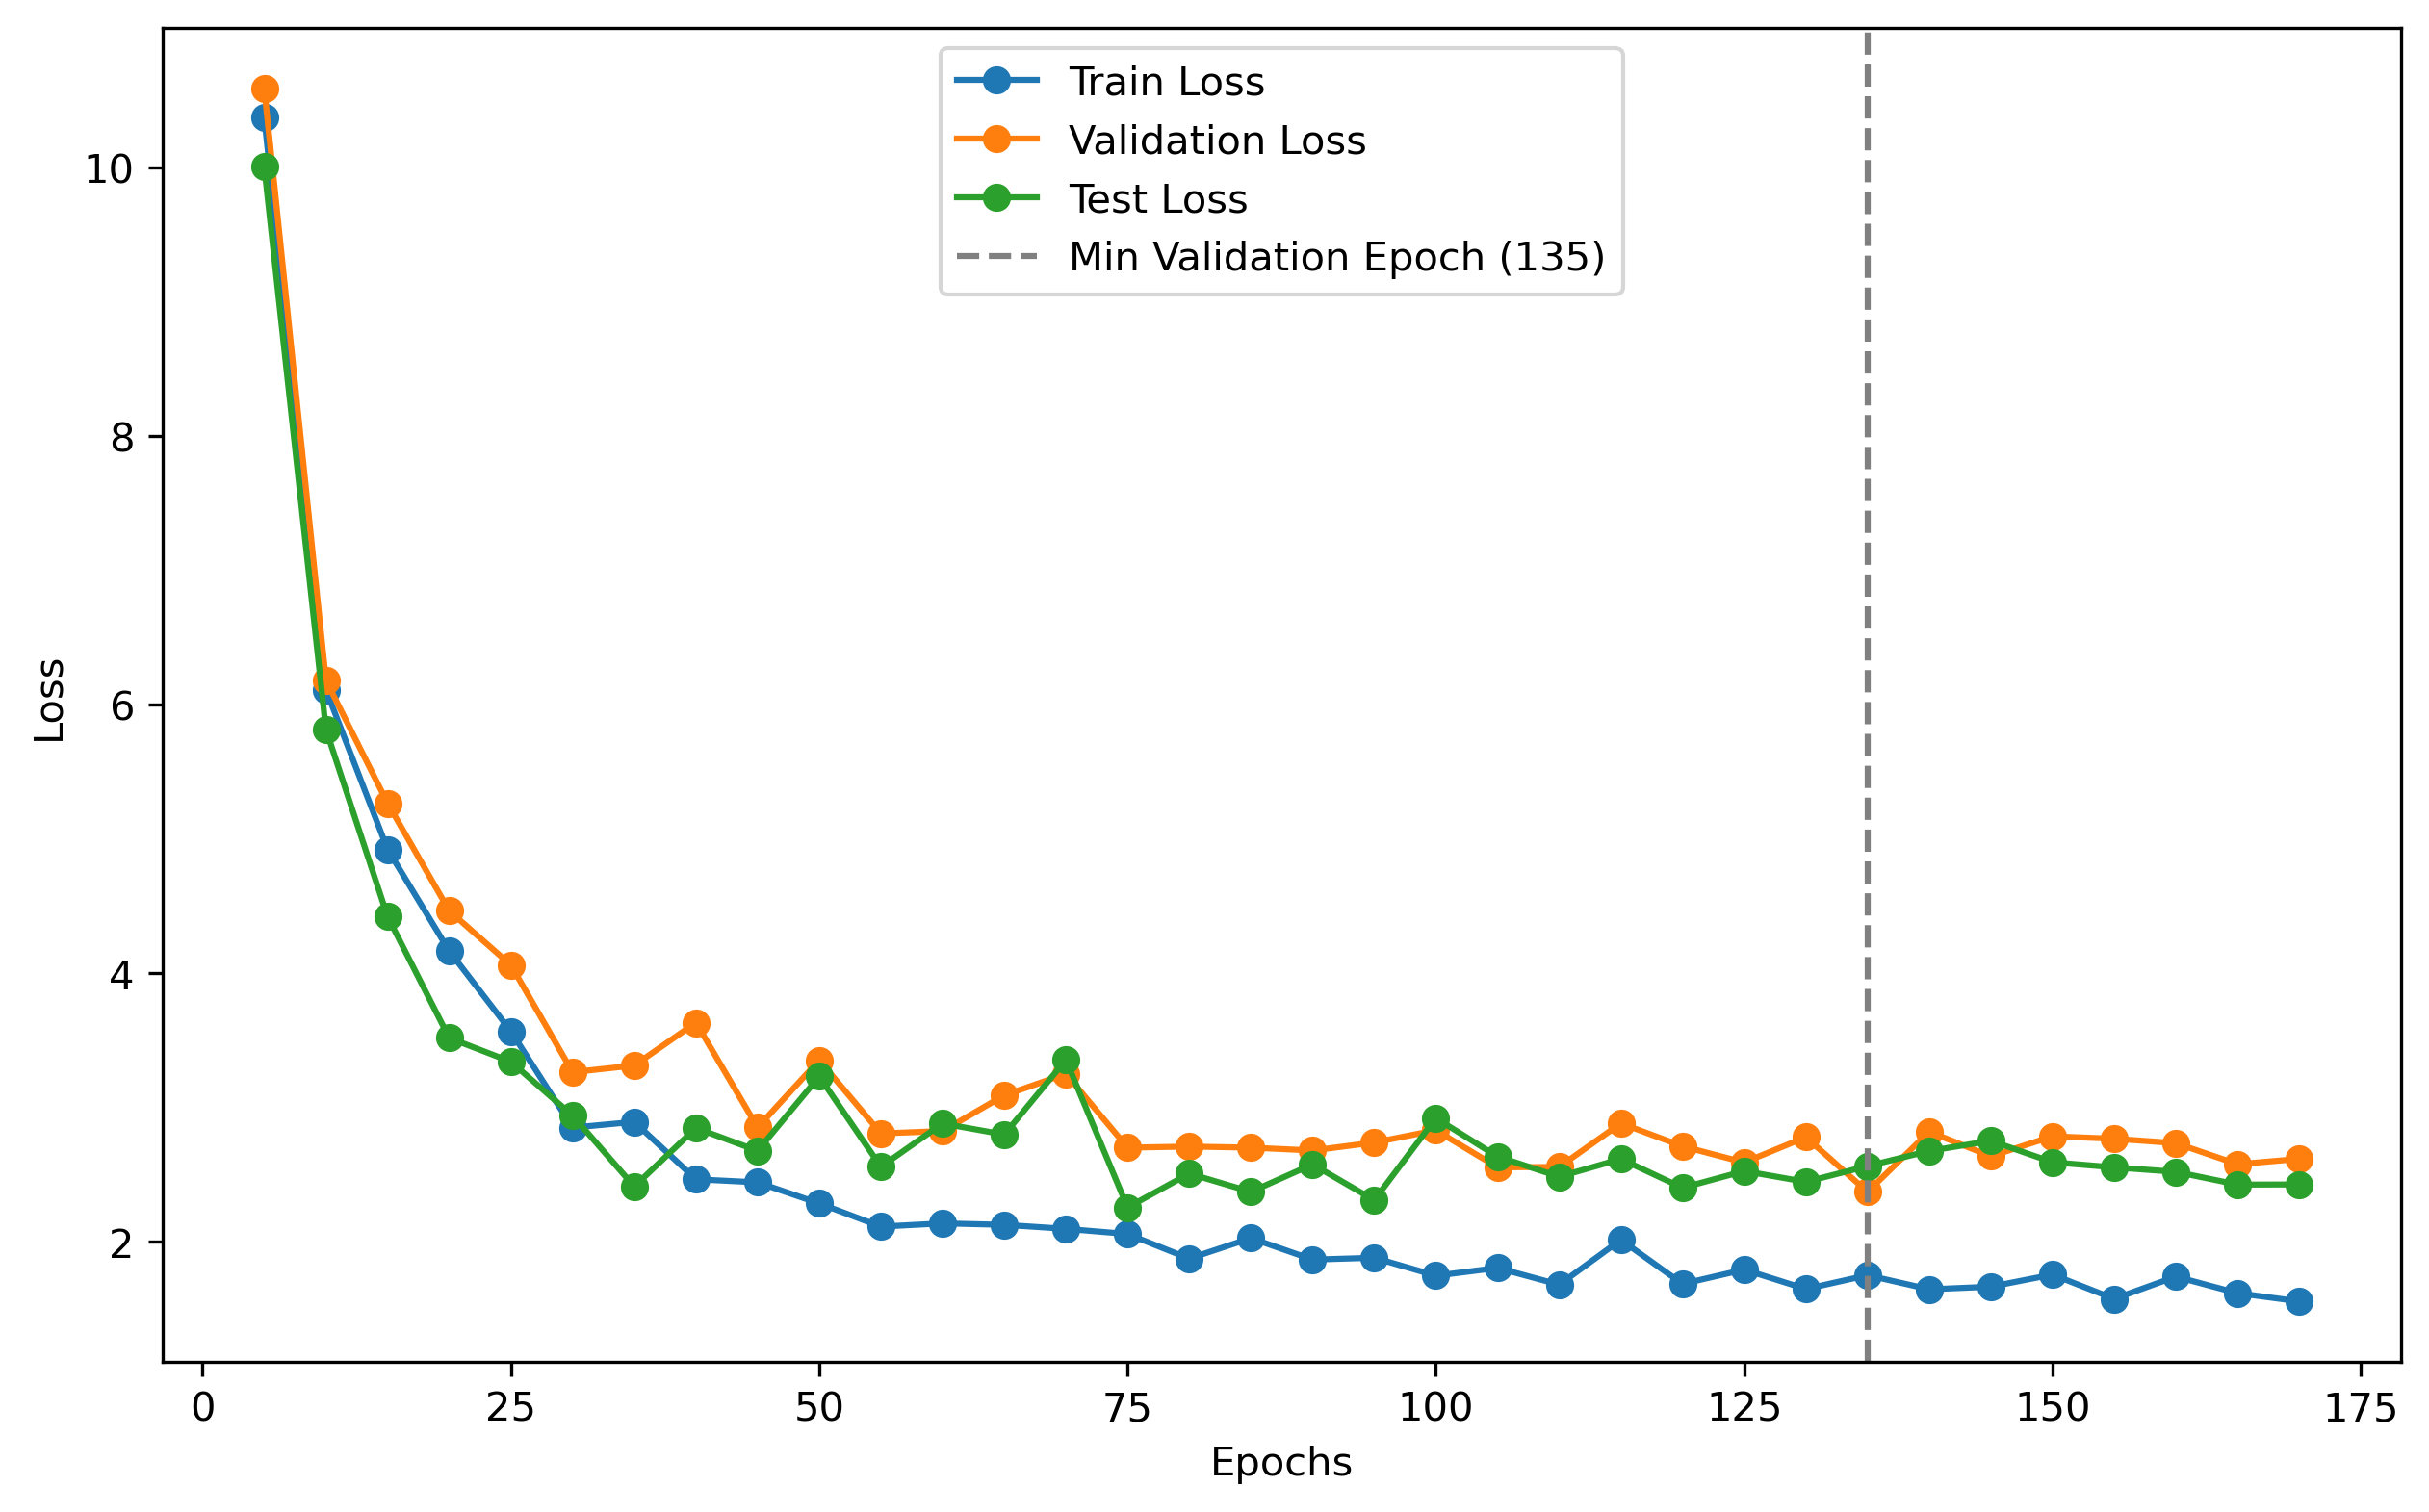 Train Loss
Validation Loss
Test Loss
Min Validation Epoch (135)
10
8
6
4
2
Loss
0 25 50 75 100 125 150 175
Epochs